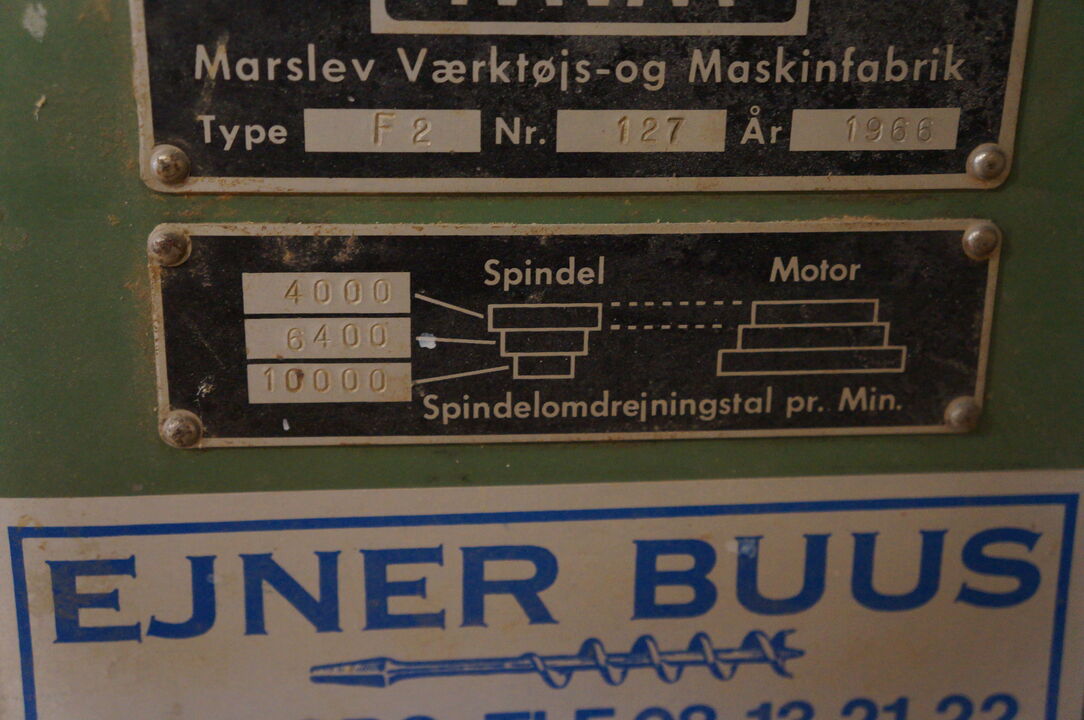 Marslev Værktøjs-og Maskinfabrik
Type F2 Nr. 127 År 1966
Spindel Motor
4000
6400
10000
Spindelomdrejningstal pr. Min.
EJNER BUUS